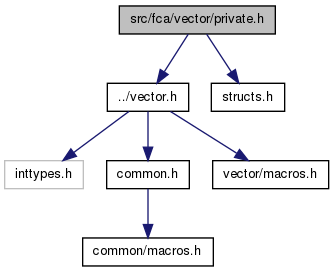 src/fca/vector/private.h
../vector.h
structs.h
inttypes.h
common.h
vector/macros.h
common/macros.h